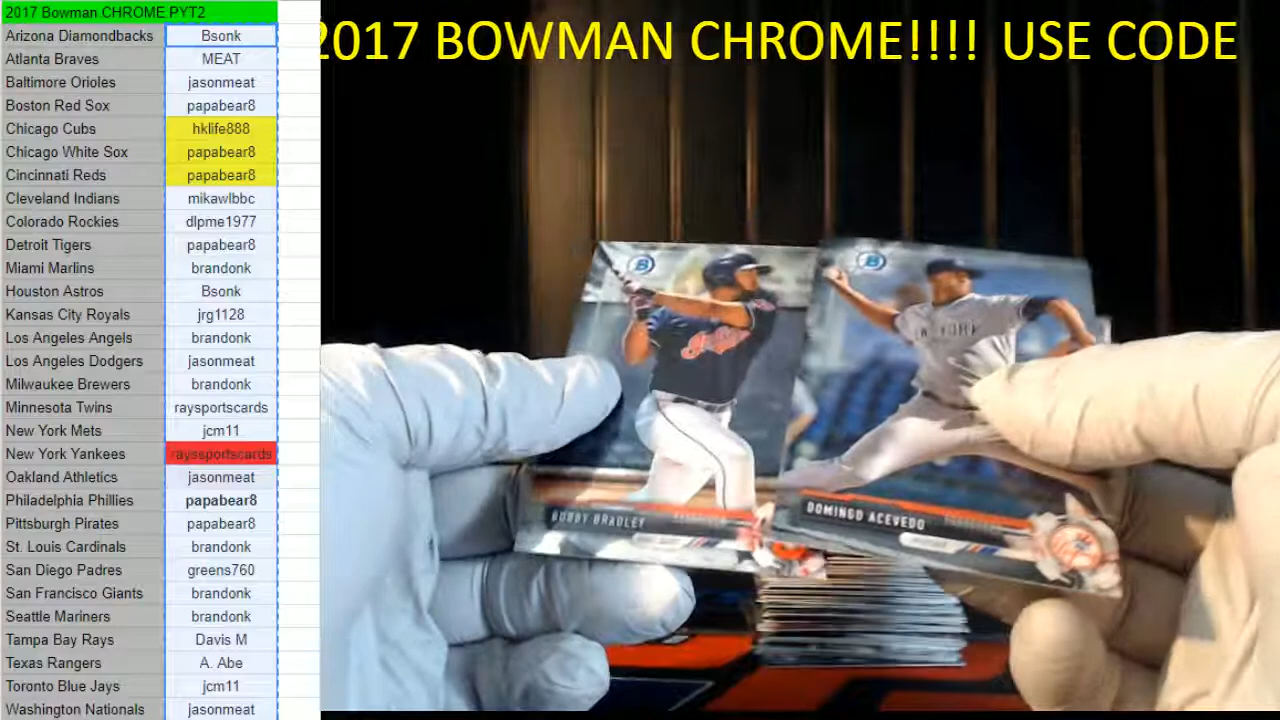 2017 Bowman CHROME PYT2
Arizona Diamondbacks Bsonk
Atlanta Braves MEAT
Baltimore Orioles jasonmeat
Boston Red Sox papabear8
Chicago Cubs hklife888
Chicago White Sox papabear8
Cincinnati Reds papabear8
Cleveland Indians mikawlbbc
Colorado Rockies dlpme1977
Detroit Tigers papabear8
Miami Marlins brandonk
Houston Astros Bsonk
Kansas City Royals jrg1128
Los Angeles Angels brandonk
Los Angeles Dodgers jasonmeat
Milwaukee Brewers brandonk
Minnesota Twins raysportscards
New York Mets jcm11
New York Yankees rayssportscards
Oakland Athletics jasonmeat
Philadelphia Phillies papabear8
Pittsburgh Pirates papabear8
St. Louis Cardinals brandonk
San Diego Padres greens760
San Francisco Giants brandonk
Seattle Mariners brandonk
Tampa Bay Rays Davis M
Texas Rangers A. Abe
Toronto Blue Jays jcm11
Washington Nationals jasonmeat
2017 BOWMAN CHROME!!!! USE CODE
B
B
Indians
NEW YORK
BOBBY BRADLEY
DOMINGO ACEVEDO